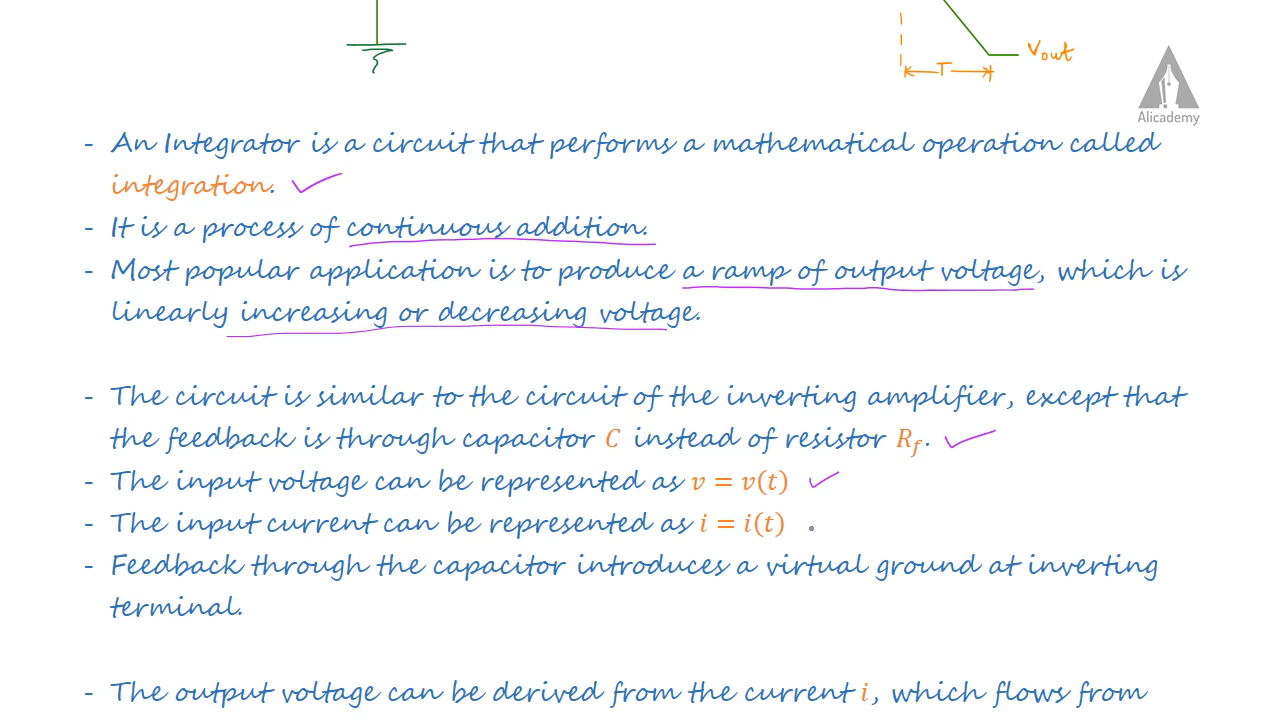 Vout
T
Alicademy
- An Integrator is a circuit that performs a mathematical operation called
integration.
- It is a process of continuous addition.
- Most popular application is to produce a ramp of output voltage, which is
linearly increasing or decreasing voltage.
- The circuit is similar to the circuit of the inverting amplifier, except that
the feedback is through capacitor C instead of resistor R_f.
- The input voltage can be represented as v = v(t)
- The input current can be represented as i = i(t)
- Feedback through the capacitor introduces a virtual ground at inverting
terminal.
- The output voltage can be derived from the current i, which flows from